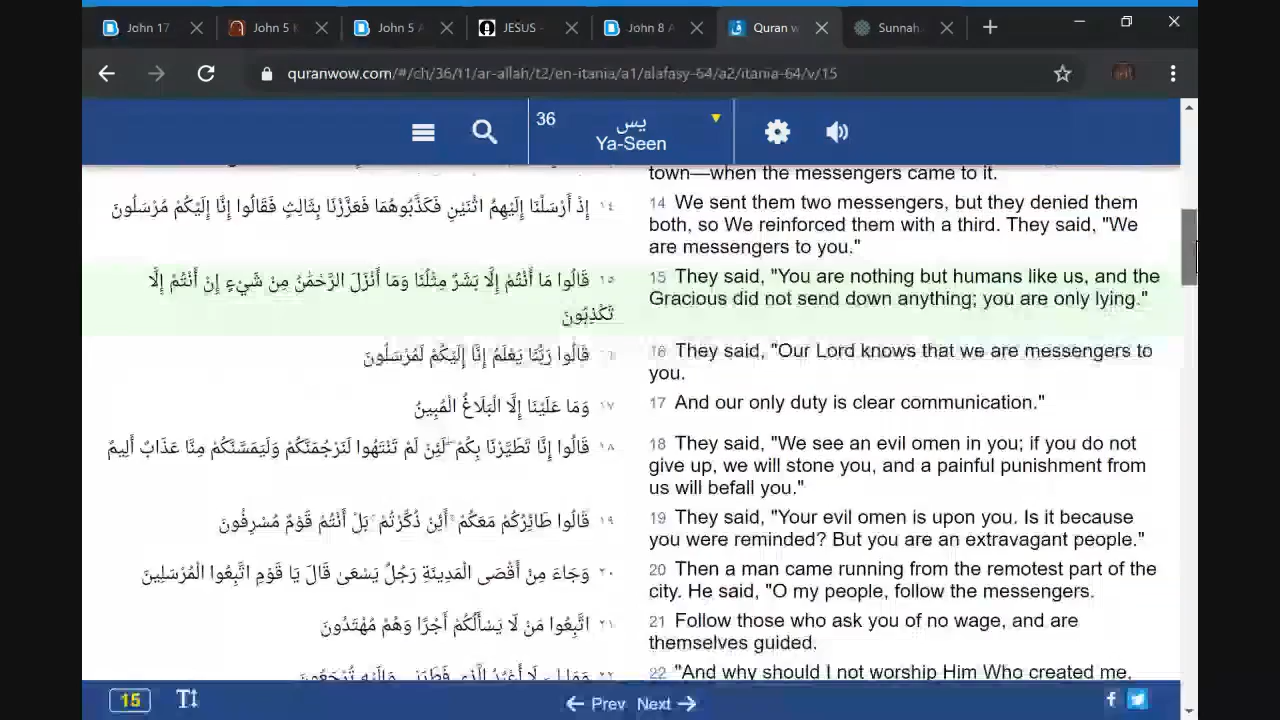 John 17
John 5 K
John 5 A
JESUS -
John 8 A
Quran w
Sunnah.
quranwow.com/#/ch/36/t1/ar-allah/t2/en-itania/a1/alafasy-64/a2/itania-64/v/15
36
يس
Ya-Seen
town—when the messengers came to it.
١٤ إِذْ أَرْسَلْنَا إِلَيْهِمُ اثْنَيْنِ فَكَذَّبُوهُمَا فَعَزَّزْنَا بِثَالِثٍ فَقَالُوا إِنَّا إِلَيْكُمْ مُرْسَلُونَ
14 We sent them two messengers, but they denied them
both, so We reinforced them with a third. They said, "We
are messengers to you."
١٥ قَالُوا مَا أَنْتُمْ إِلَّا بَشَرٌ مِثْلُنَا وَمَا أَنْزَلَ الرَّحْمَٰنُ مِنْ شَيْءٍ إِنْ أَنْتُمْ إِلَّا
تَكْذِبُونَ
15 They said, "You are nothing but humans like us, and the
Gracious did not send down anything; you are only lying."
١٦ قَالُوا رَبُّنَا يَعْلَمُ إِنَّا إِلَيْكُمْ لَمُرْسَلُونَ
16 They said, "Our Lord knows that we are messengers to
you.
١٧ وَمَا عَلَيْنَا إِلَّا الْبَلَاغُ الْمُبِينُ
17 And our only duty is clear communication."
١٨ قَالُوا إِنَّا تَطَيَّرْنَا بِكُمْ ۖ لَئِنْ لَمْ تَنْتَهُوا لَنَرْجُمَنَّكُمْ وَلَيَمَسَّنَّكُمْ مِنَّا عَذَابٌ أَلِيمٌ
18 They said, "We see an evil omen in you; if you do not
give up, we will stone you, and a painful punishment from
us will befall you."
١٩ قَالُوا طَائِرُكُمْ مَعَكُمْ ۚ أَئِنْ ذُكِّرْتُمْ ۚ بَلْ أَنْتُمْ قَوْمٌ مُسْرِفُونَ
19 They said, "Your evil omen is upon you. Is it because
you were reminded? But you are an extravagant people."
٢٠ وَجَاءَ مِنْ أَقْصَى الْمَدِينَةِ رَجُلٌ يَسْعَىٰ قَالَ يَا قَوْمِ اتَّبِعُوا الْمُرْسَلِينَ
20 Then a man came running from the remotest part of the
city. He said, "O my people, follow the messengers.
٢١ اتَّبِعُوا مَنْ لَا يَسْأَلُكُمْ أَجْرًا وَهُمْ مُهْتَدُونَ
21 Follow those who ask you of no wage, and are
themselves guided.
22 "And why should I not worship Him Who created me,
15
Prev Next